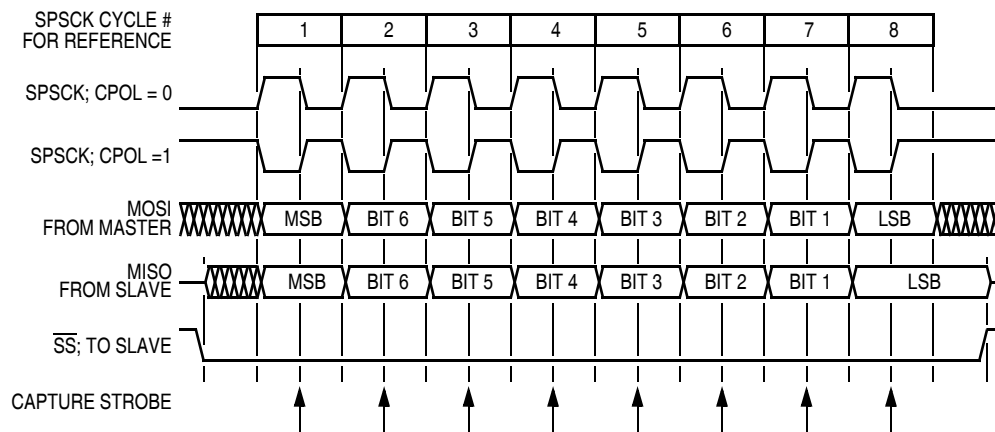 SPSCK CYCLE #
FOR REFERENCE
1 2 3 4 5 6 7 8
SPSCK; CPOL = 0
SPSCK; CPOL =1
MOSI
FROM MASTER
MSB BIT 6 BIT 5 BIT 4 BIT 3 BIT 2 BIT 1 LSB
MISO
FROM SLAVE
MSB BIT 6 BIT 5 BIT 4 BIT 3 BIT 2 BIT 1 LSB
SS; TO SLAVE
CAPTURE STROBE